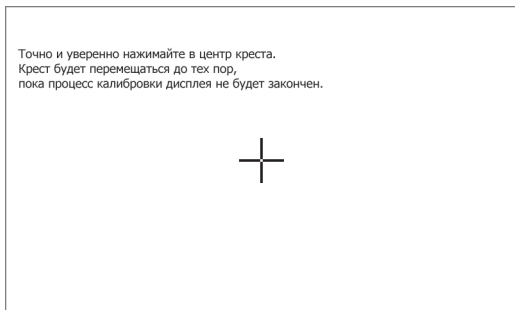 Точно и уверенно нажимайте в центр креста.
Крест будет перемещаться до тех пор,
пока процесс калибровки дисплея не будет закончен.